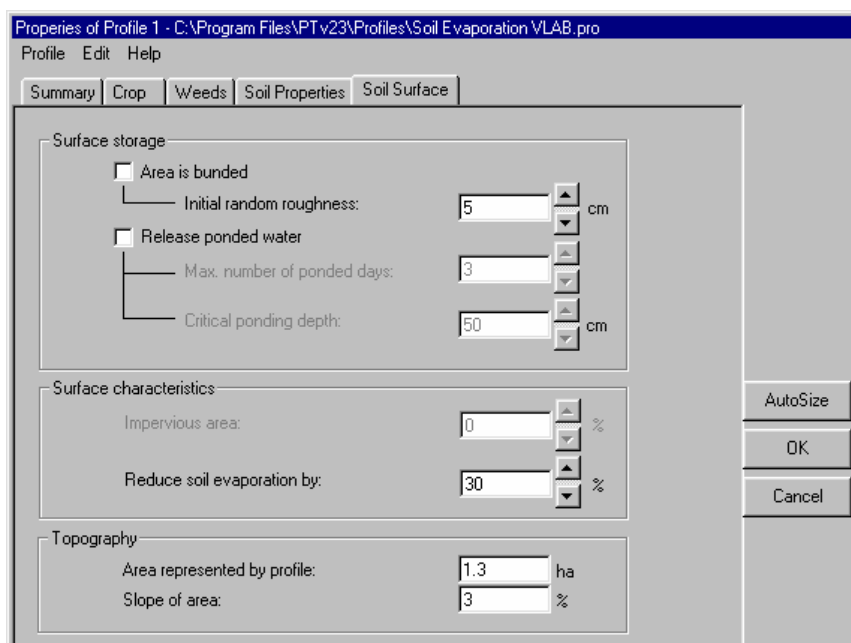 Properies of Profile 1 - C:\Program Files\PTv23\Profiles\Soil Evaporation VLAB.pro
Profile Edit Help
Summary Crop Weeds Soil Properties Soil Surface
Surface storage
Area is bunded
Initial random roughness: 5 cm
Release ponded water
Max. number of ponded days: 3
Critical ponding depth: 50 cm
Surface characteristics
Impervious area: 0 %
Reduce soil evaporation by: 30 %
Topography
Area represented by profile: 1.3 ha
Slope of area: 3 %
AutoSize
OK
Cancel